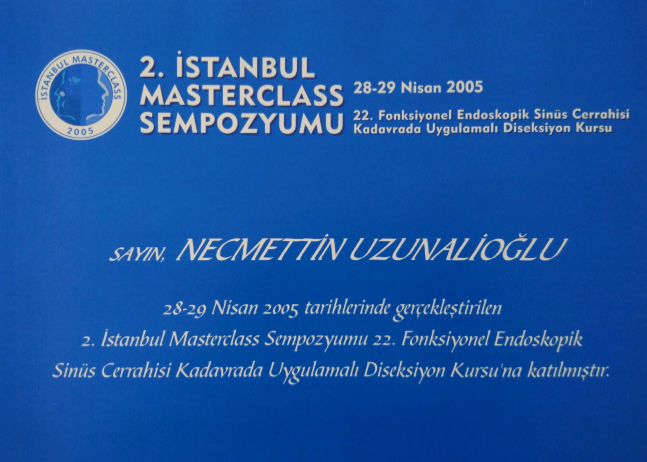 İSTANBUL MASTERCLASS
2005
2. İSTANBUL
MASTERCLASS
SEMPOZYUMU
28-29 Nisan 2005
22. Fonksiyonel Endoskopik Sinüs Cerrahisi
Kadavrada Uygulamalı Diseksiyon Kursu
SAYIN, NECMETTİN UZUNALİOĞLU
28-29 Nisan 2005 tarihlerinde gerçekleştirilen
2. İstanbul Masterclass Sempozyumu 22. Fonksiyonel Endoskopik
Sinüs Cerrahisi Kadavrada Uygulamalı Diseksiyon Kursu'na katılmıştır.